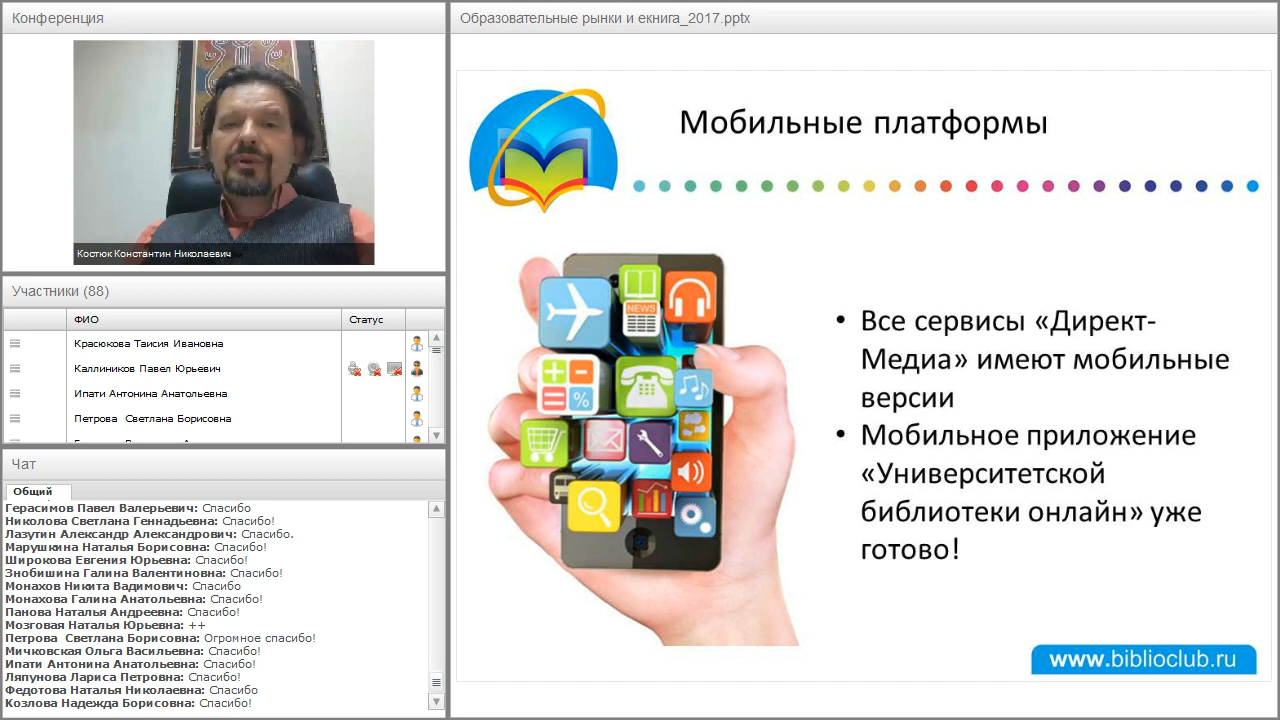 Конференция
Костюк Константин Николаевич
Участники (88)
ФИО Статус
Красюкова Таисия Ивановна
Каллиников Павел Юрьевич
Ипати Антонина Анатольевна
Петрова Светлана Борисовна
Чат
Общий
Герасимов Павел Валерьевич: Спасибо
Николова Светлана Геннадьевна: Спасибо!
Лазутин Александр Александрович: Спасибо.
Марушкина Наталья Борисовна: Спасибо!
Широкова Евгения Юрьевна: Спасибо!
Знобишина Галина Валентиновна: Спасибо!
Монахов Никита Вадимович: Спасибо
Монахова Галина Анатольевна: Спасибо!
Панова Наталья Андреевна: Спасибо!
Мозговая Наталья Юрьевна: ++
Петрова Светлана Борисовна: Огромное спасибо!
Мичковская Ольга Васильевна: Спасибо!
Ипати Антонина Анатольевна: Спасибо!
Ляпунова Лариса Петровна: Спасибо!
Федотова Наталья Николаевна: Спасибо
Козлова Надежда Борисовна: Спасибо!
Образовательные рынки и екнига_2017.pptx
Мобильные платформы
NEWS
• Все сервисы «Директ-
Медиа» имеют мобильные
версии
• Мобильное приложение
«Университетской
библиотеки онлайн» уже
готово!
www.biblioclub.ru